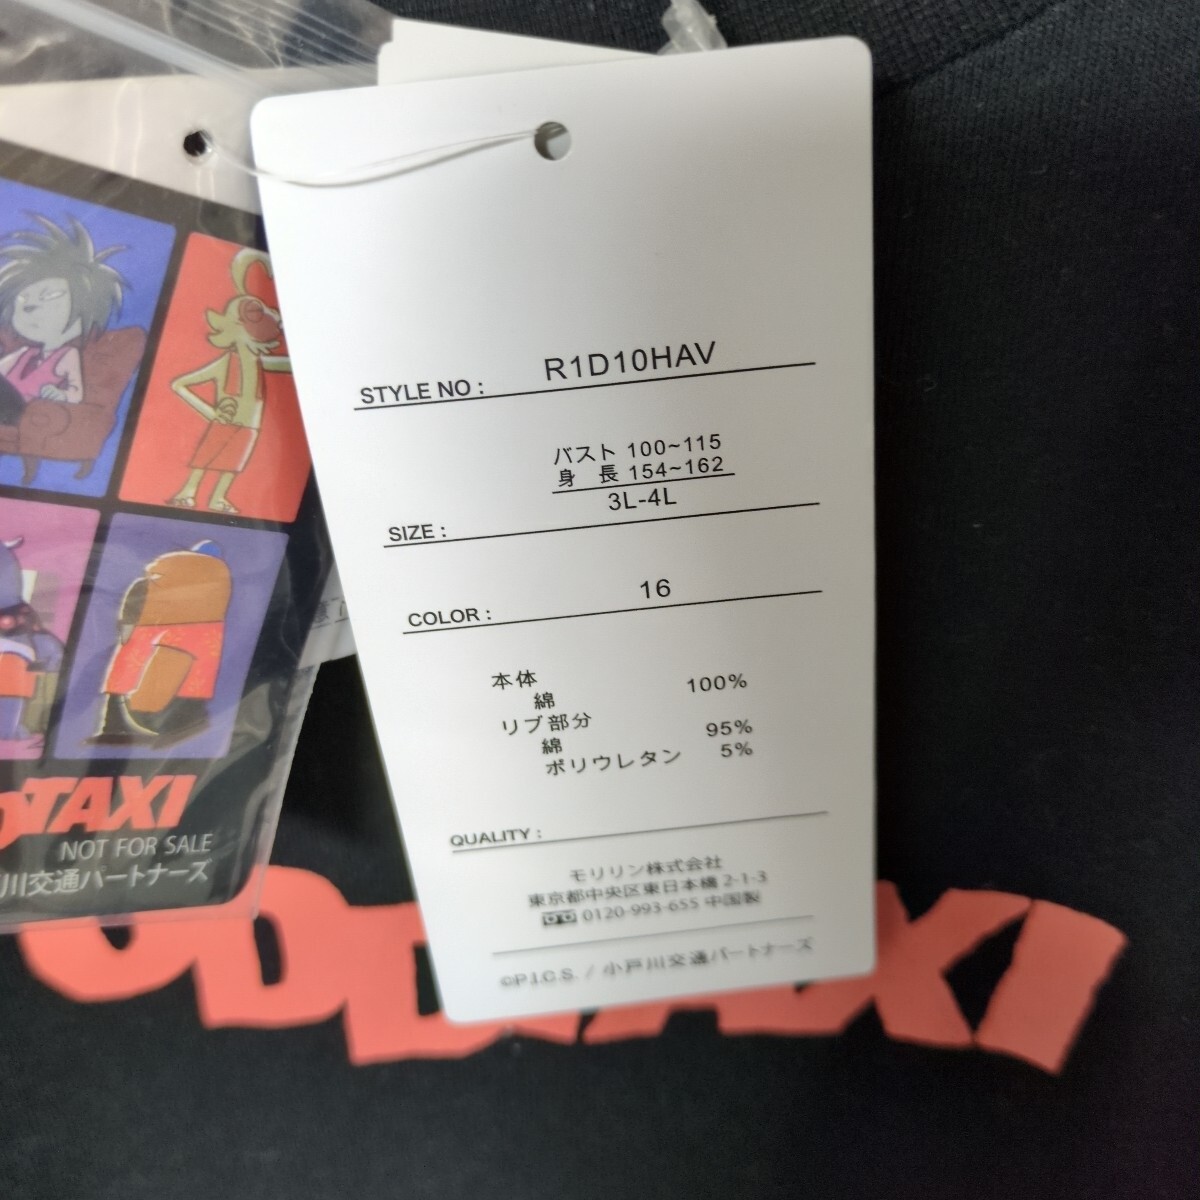 STYLE NO : R1D10HAV
バスト 100~115
身 長 154~162
3L-4L
SIZE :
COLOR : 16
本体
綿 100%
リブ部分
綿 95%
ポリウレタン 5%
QUALITY :
モリリン株式会社
東京都中央区東日本橋 2-1-3
0120-993-655 中国製
©P.I.C.S. / 小戸川交通パートナーズ
TAXI
NOT FOR SALE
川交通パートナーズ